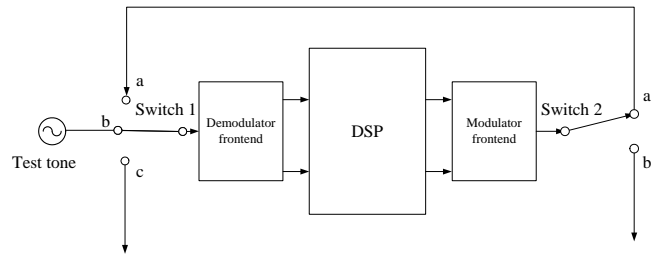 a
a
Switch 1
Switch 2
b
Demodulator
frontend
DSP
Modulator
frontend
Test tone
c
b